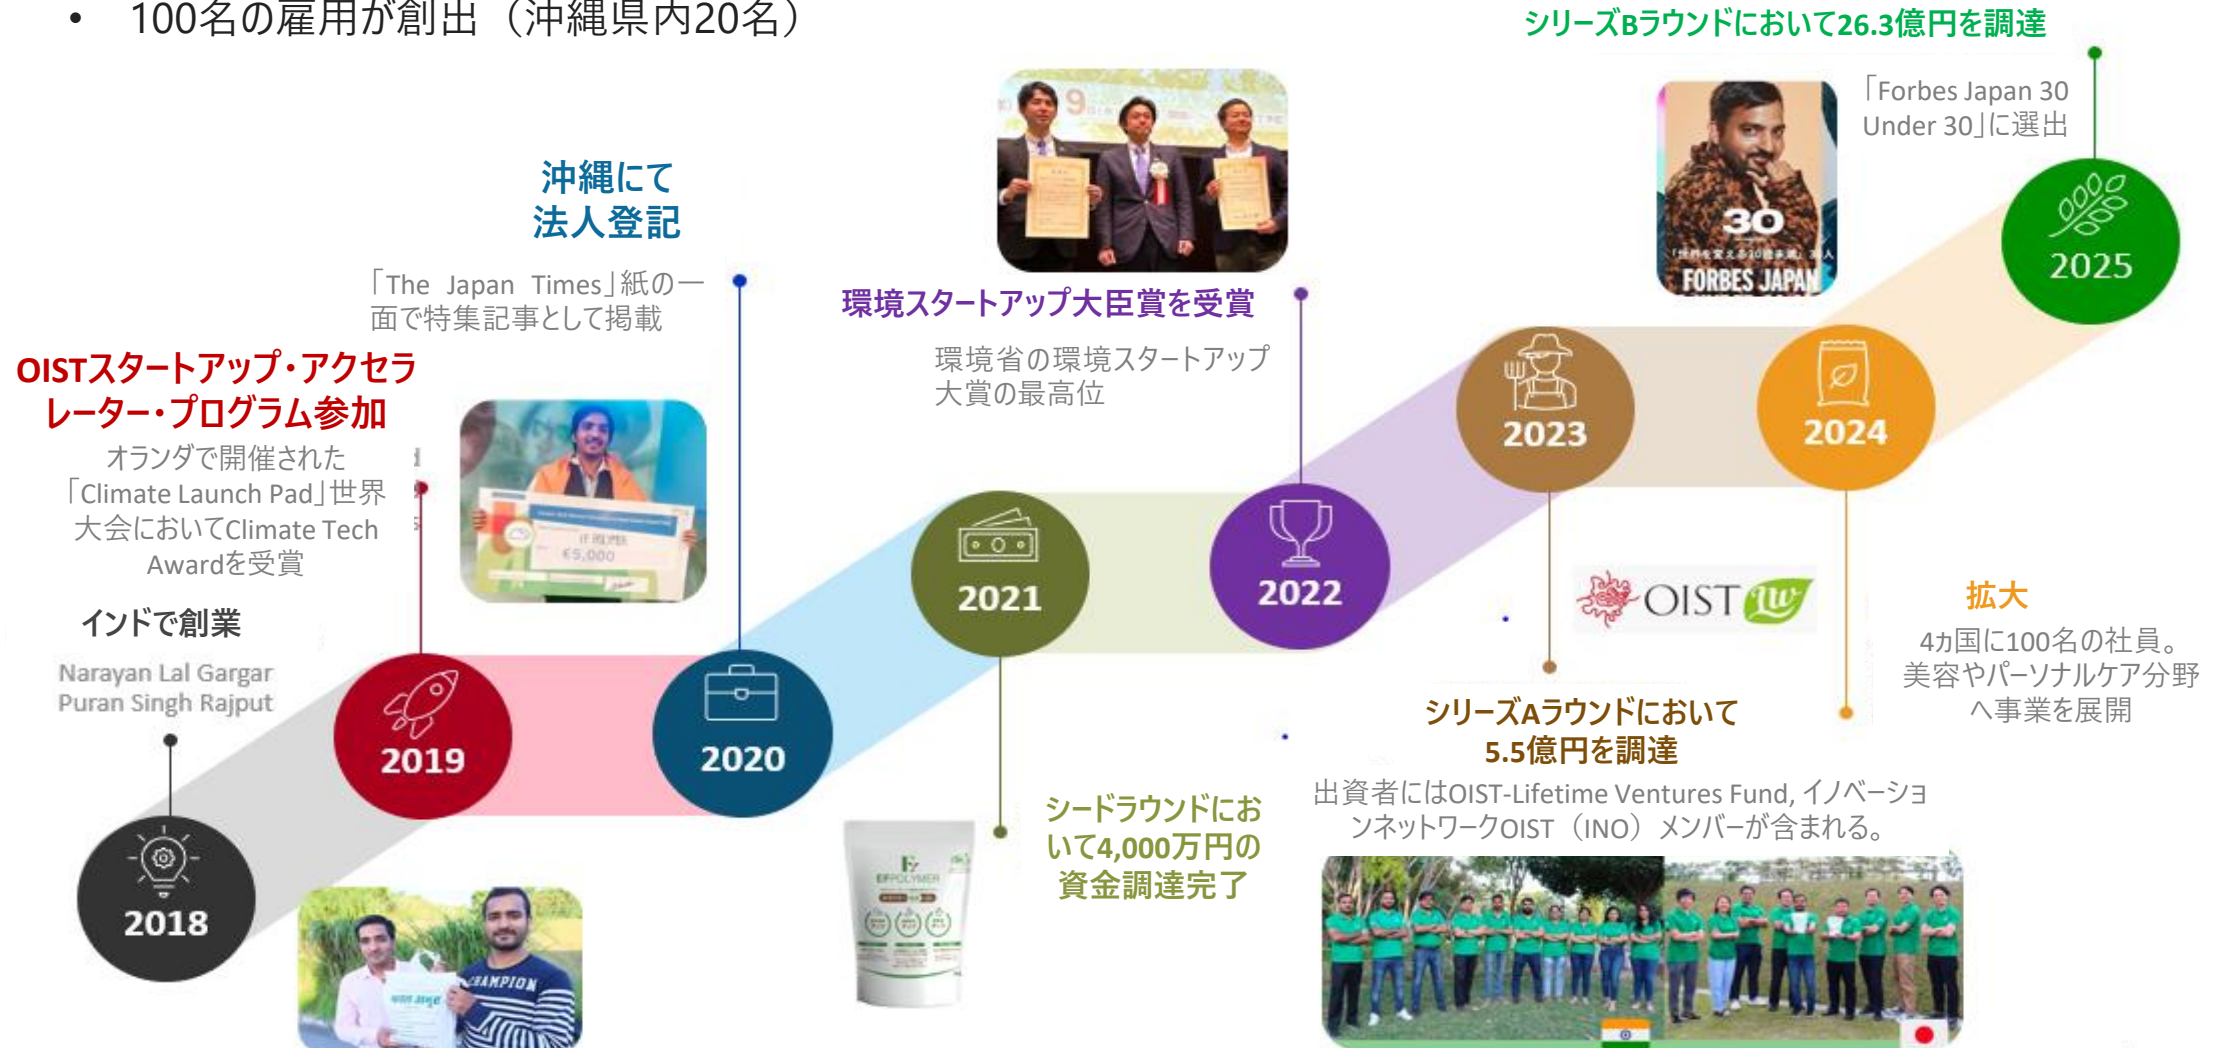 • 100名の雇用が創出（沖縄県内20名）
シリーズBラウンドにおいて26.3億円を調達
「Forbes Japan 30
Under 30」に選出
30
FORBES JAPAN
2025
沖縄にて
法人登記
「The Japan Times」紙の一
面で特集記事として掲載
9
環境スタートアップ大臣賞を受賞
環境省の環境スタートアップ
大賞の最高位
OISTスタートアップ・アクセラ
レーター・プログラム参加
オランダで開催された
「Climate Launch Pad」世界
大会においてClimate Tech
Awardを受賞
€5,000
2023
2024
2021
2022
インドで創業
Narayan Lal Gargar
Puran Singh Rajput
OIST LW
拡大
4カ国に100名の社員。
美容やパーソナルケア分野
へ事業を展開
2019
2020
シリーズAラウンドにおいて
5.5億円を調達
出資者にはOIST-Lifetime Ventures Fund, イノベーショ
ンネットワークOIST（INO）メンバーが含まれる。
シードラウンドにお
いて4,000万円の
資金調達完了
EFPOLYMER
2018
CHAMPION